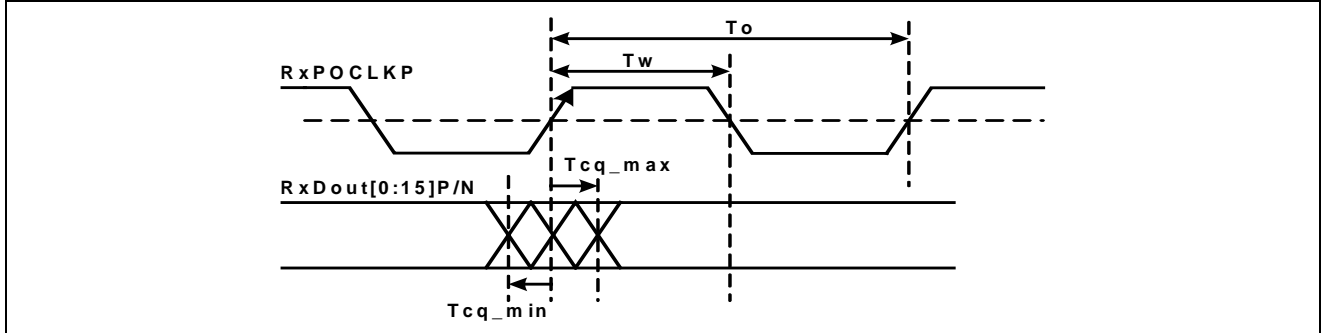 To
Tw
RxPOCLKP
Tcq_max
RxDout[0:15]P/N
Tcq_min